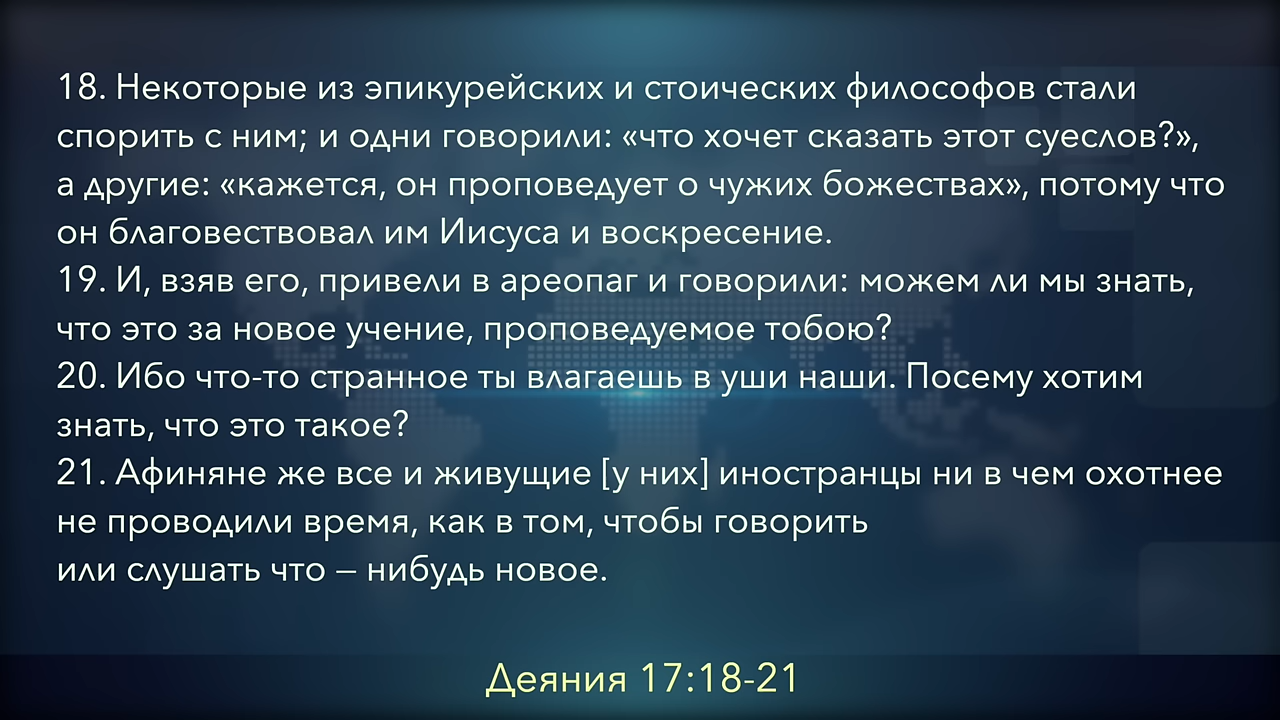 18. Некоторые из эпикурейских и стоических философов стали
спорить с ним; и одни говорили: «что хочет сказать этот суеслов?»,
а другие: «кажется, он проповедует о чужих божествах», потому что
он благовествовал им Иисуса и воскресение.
19. И, взяв его, привели в ареопаг и говорили: можем ли мы знать,
что это за новое учение, проповедуемое тобою?
20. Ибо что-то странное ты влагаешь в уши наши. Посему хотим
знать, что это такое?
21. Афиняне же все и живущие [у них] иностранцы ни в чем охотнее
не проводили время, как в том, чтобы говорить
или слушать что — нибудь новое.
Деяния 17:18-21